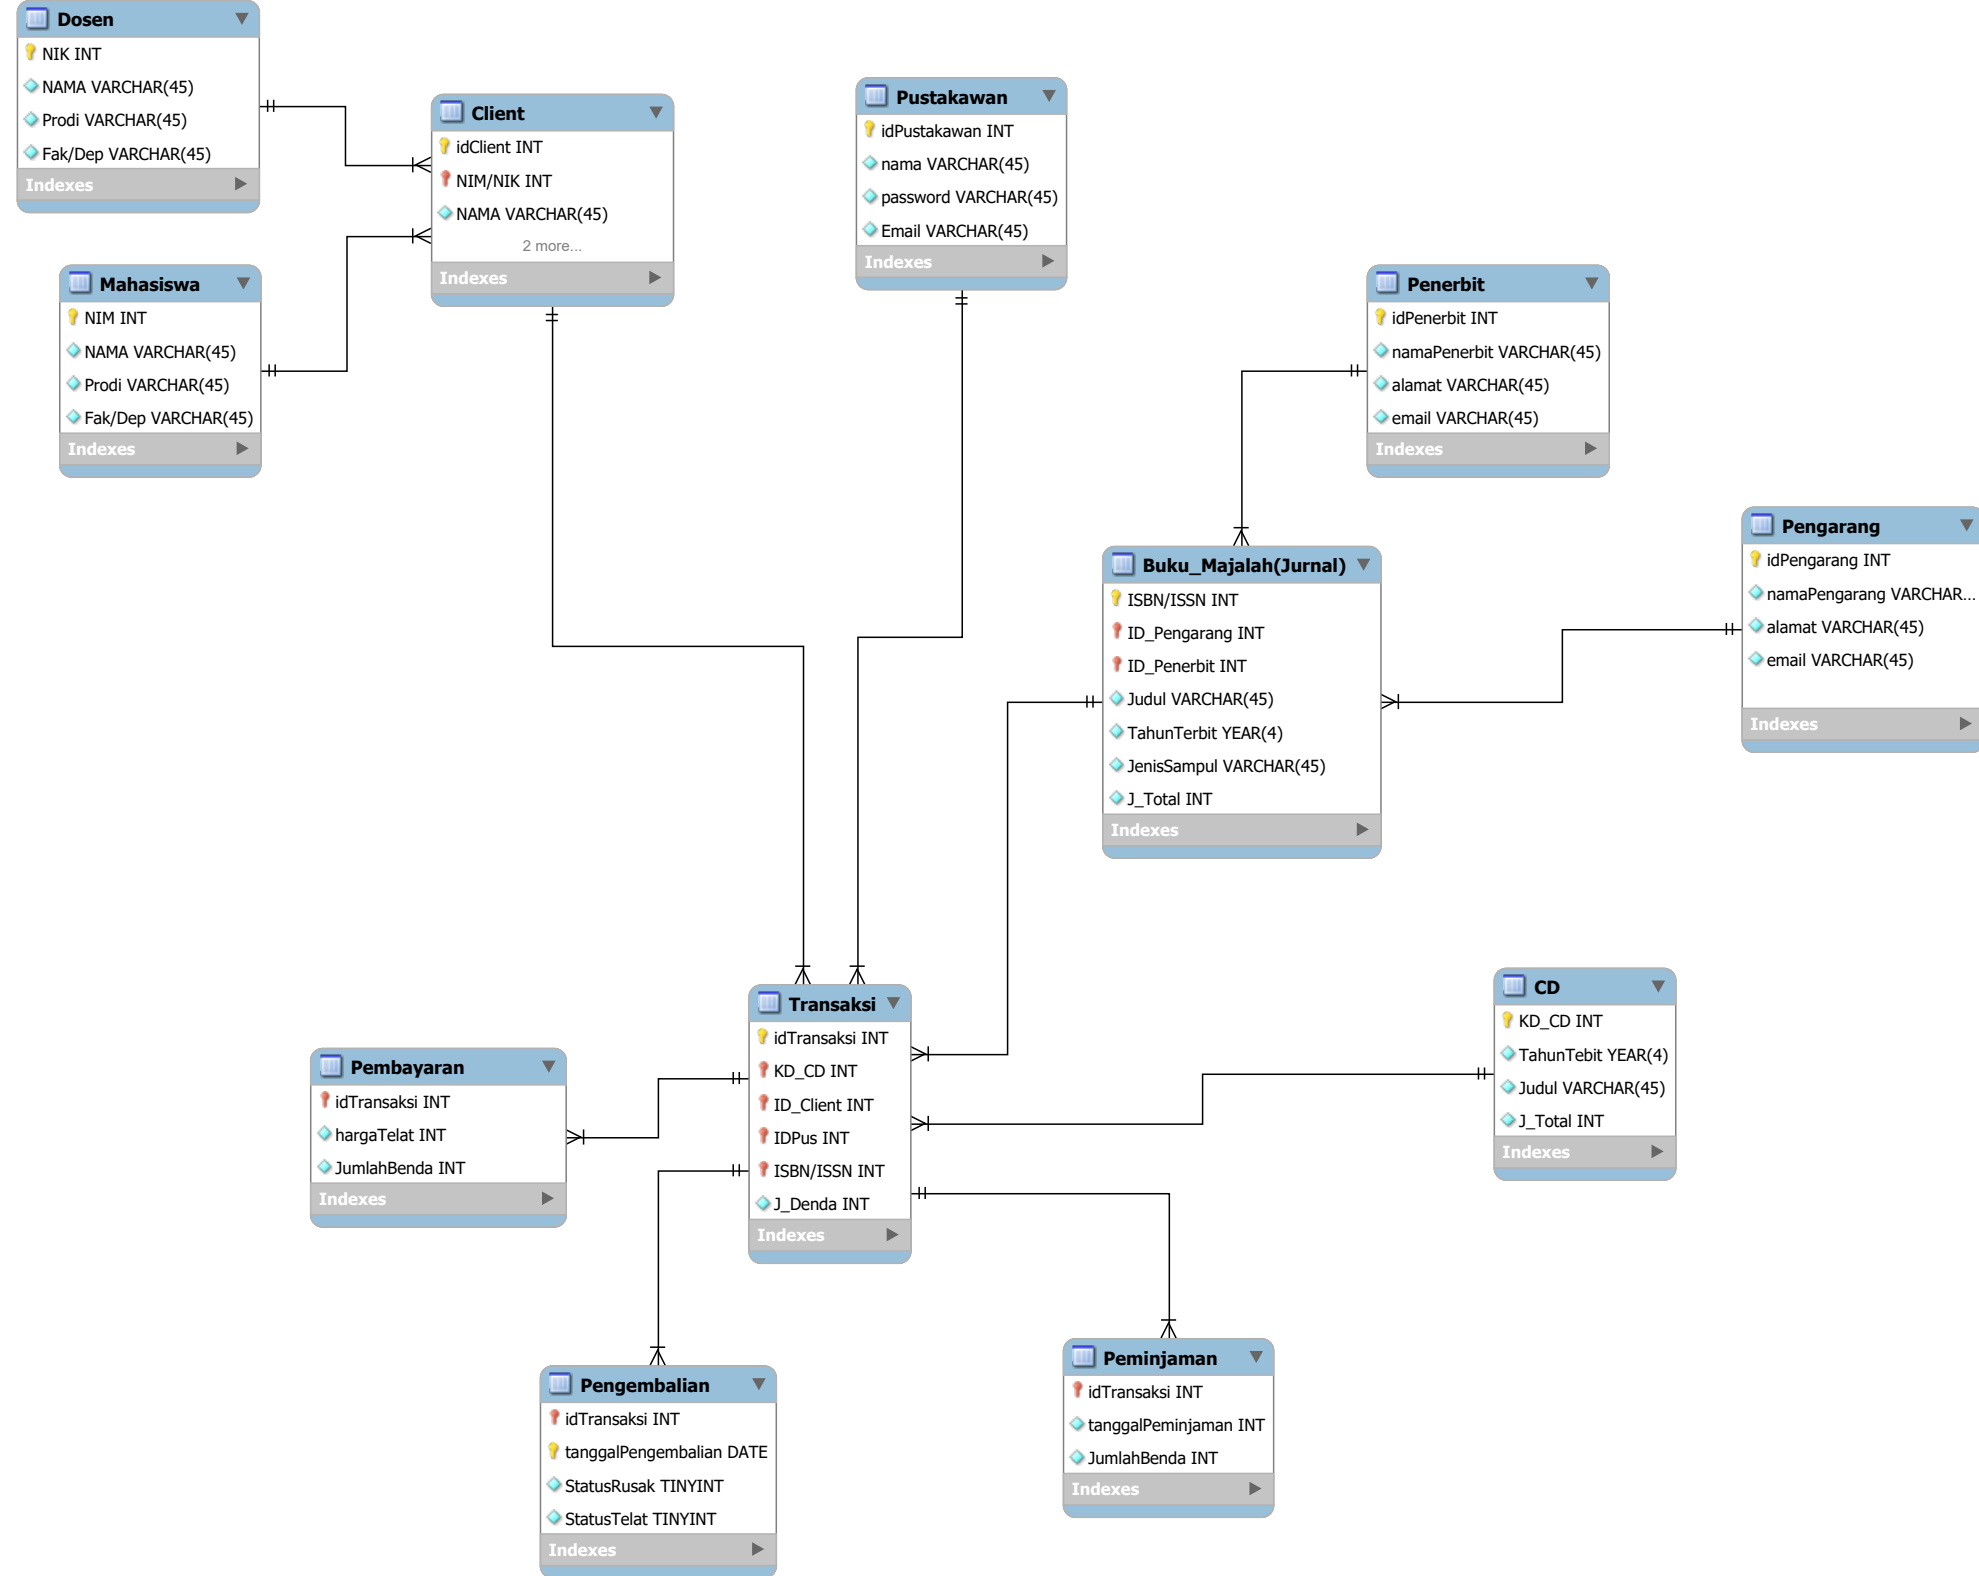 Dosen
NIK INT
NAMA VARCHAR(45)
Prodi VARCHAR(45)
Fak/Dep VARCHAR(45)
Indexes
Client
idClient INT
NIM/NIK INT
NAMA VARCHAR(45)
2 more...
Indexes
Pustakawan
idPustakawan INT
nama VARCHAR(45)
password VARCHAR(45)
Email VARCHAR(45)
Indexes
Mahasiswa
NIM INT
NAMA VARCHAR(45)
Prodi VARCHAR(45)
Fak/Dep VARCHAR(45)
Indexes
Penerbit
idPenerbit INT
namaPenerbit VARCHAR(45)
alamat VARCHAR(45)
email VARCHAR(45)
Indexes
Pengarang
idPengarang INT
namaPengarang VARCHAR...
alamat VARCHAR(45)
email VARCHAR(45)
Indexes
Buku_Majalah(Jurnal)
ISBN/ISSN INT
ID_Pengarang INT
ID_Penerbit INT
Judul VARCHAR(45)
TahunTerbit YEAR(4)
JenisSampul VARCHAR(45)
J_Total INT
Indexes
Transaksi
idTransaksi INT
KD_CD INT
ID_Client INT
IDPus INT
ISBN/ISSN INT
J_Denda INT
Indexes
CD
KD_CD INT
TahunTebit YEAR(4)
Judul VARCHAR(45)
J_Total INT
Indexes
Pembayaran
idTransaksi INT
hargaTelat INT
JumlahBenda INT
Indexes
Pengembalian
idTransaksi INT
tanggalPengembalian DATE
StatusRusak TINYINT
StatusTelat TINYINT
Indexes
Peminjaman
idTransaksi INT
tanggalPeminjaman INT
JumlahBenda INT
Indexes